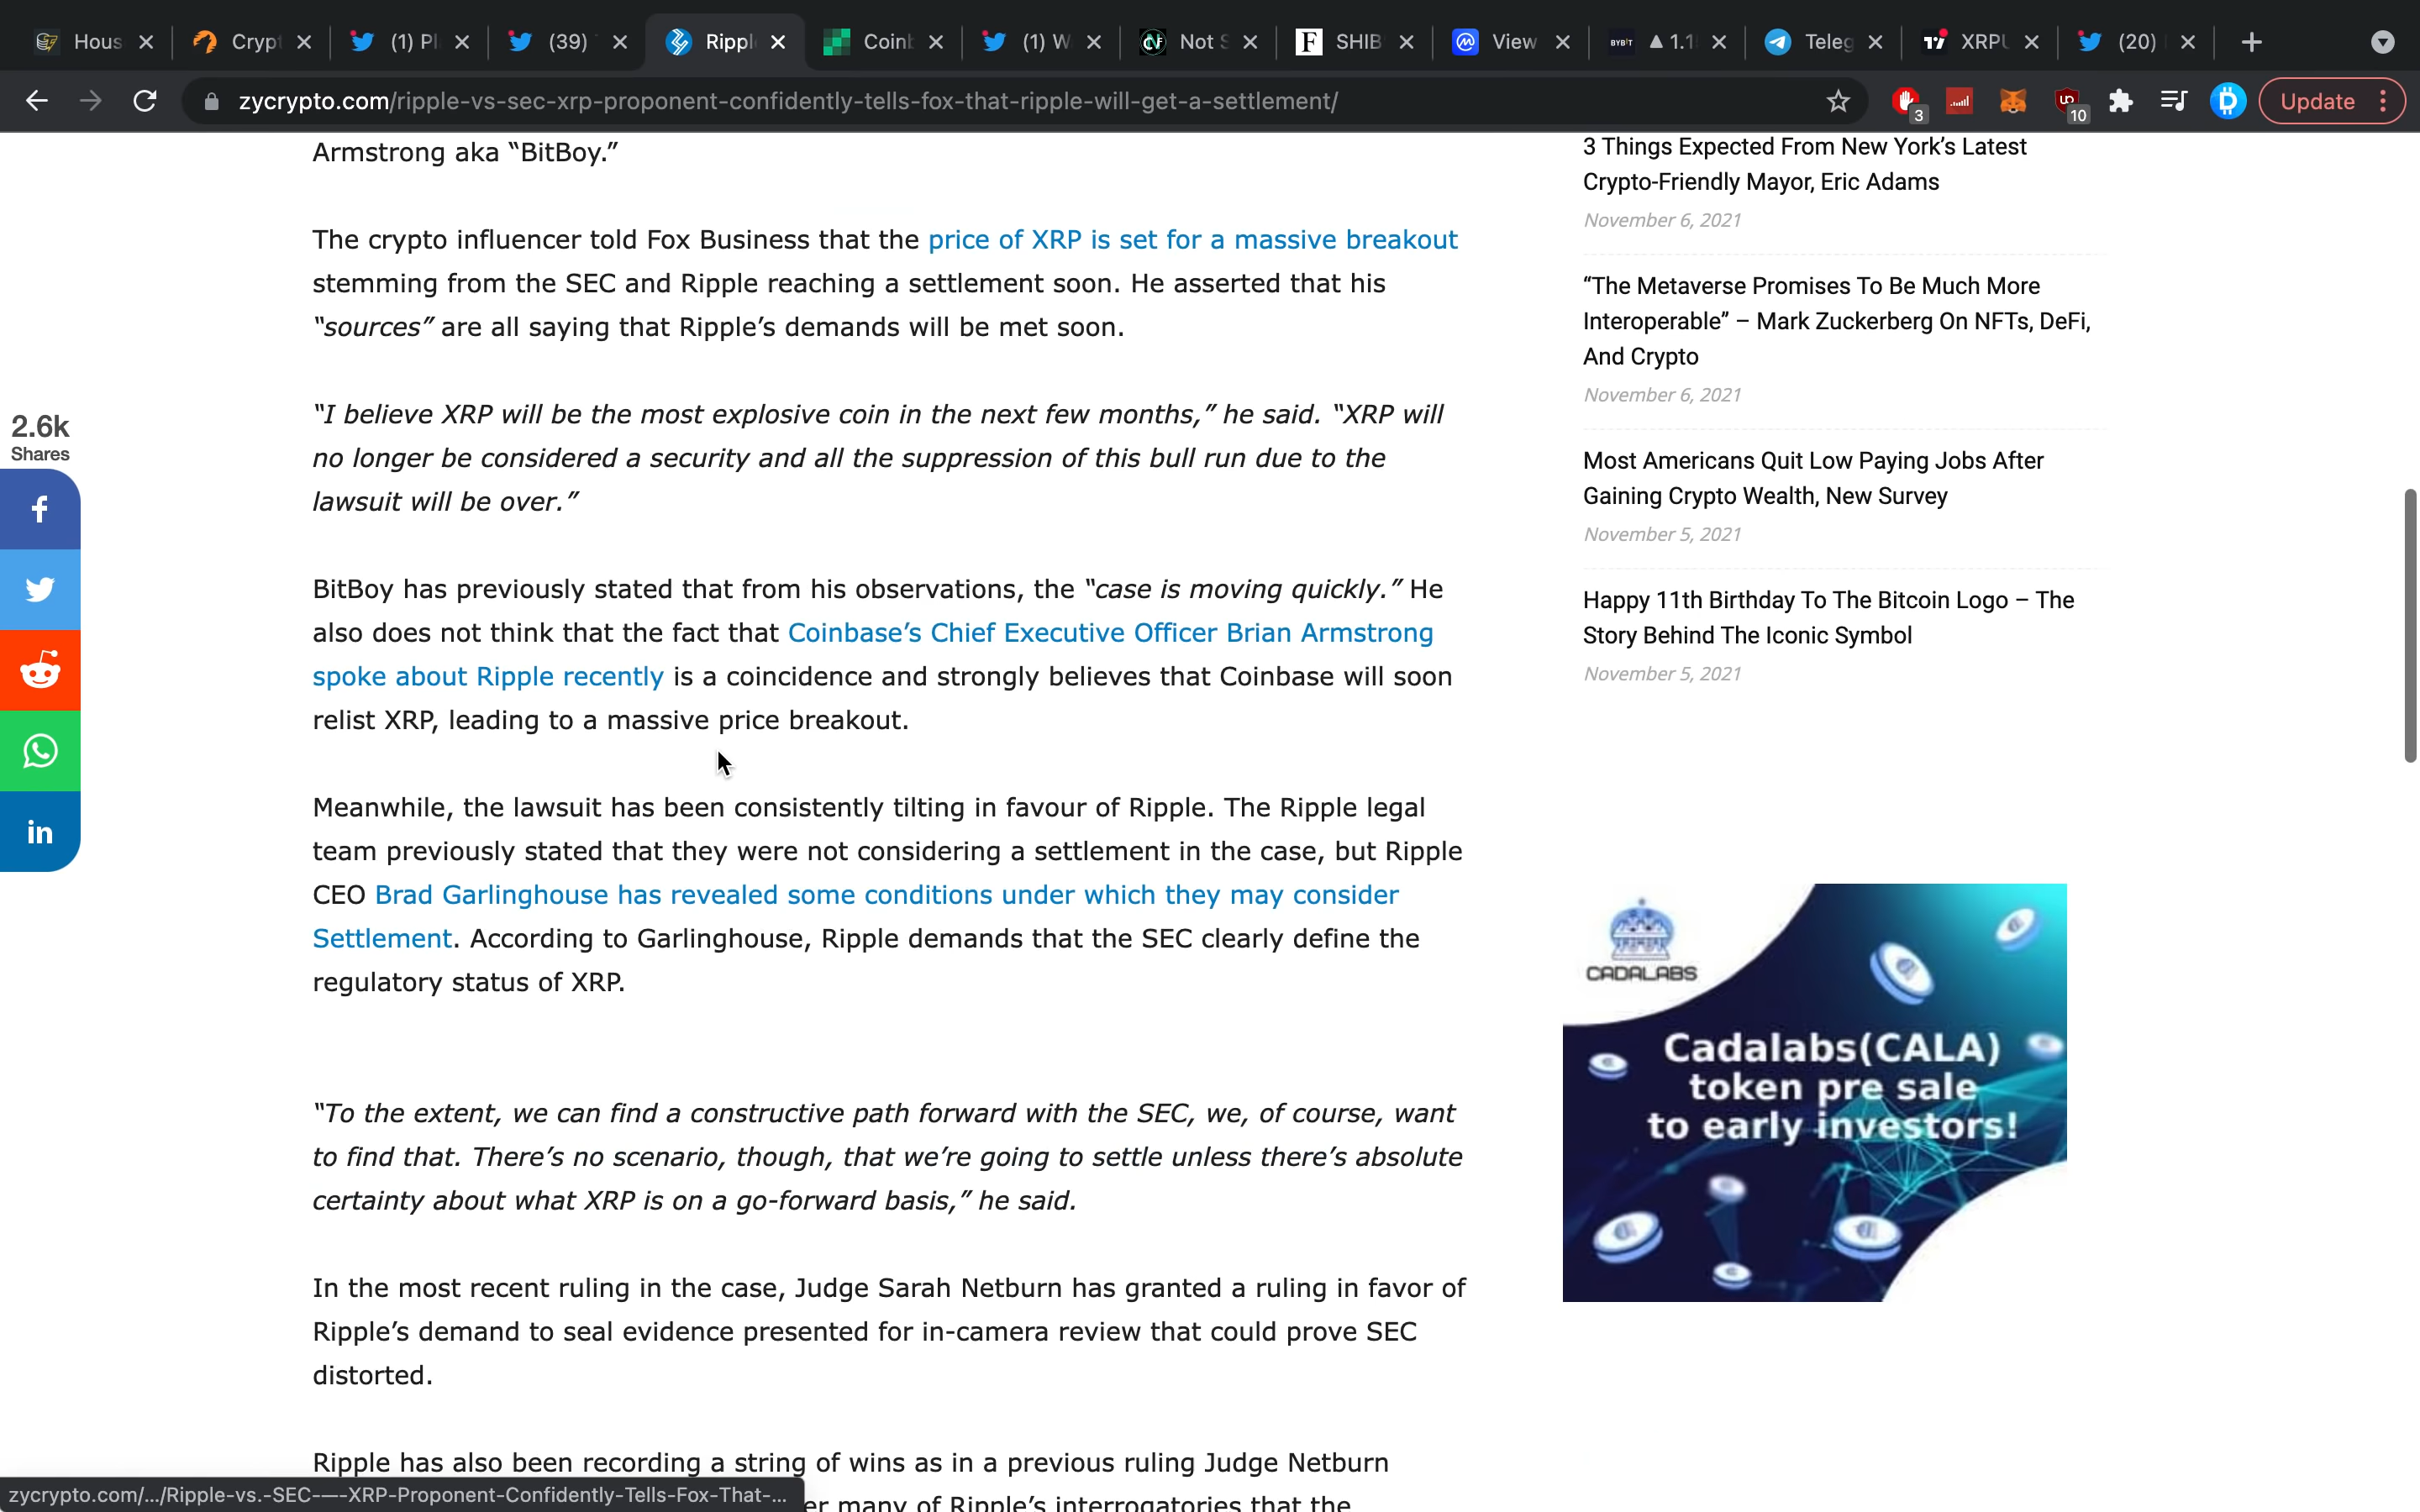 Hous
Crypt
(1) Pl
(39)
Ripple
Coinb
(1) W
Not S
SHIB
View
BYBIT ▲ 1.1
Teleg
XRPU
(20)
zycrypto.com/ripple-vs-sec-xrp-proponent-confidently-tells-fox-that-ripple-will-get-a-settlement/
3
10
Update
Armstrong aka “BitBoy.”
The crypto influencer told Fox Business that the price of XRP is set for a massive breakout
stemming from the SEC and Ripple reaching a settlement soon. He asserted that his
“sources” are all saying that Ripple’s demands will be met soon.
“I believe XRP will be the most explosive coin in the next few months,” he said. “XRP will
no longer be considered a security and all the suppression of this bull run due to the
lawsuit will be over.”
BitBoy has previously stated that from his observations, the “case is moving quickly.” He
also does not think that the fact that Coinbase’s Chief Executive Officer Brian Armstrong
spoke about Ripple recently is a coincidence and strongly believes that Coinbase will soon
relist XRP, leading to a massive price breakout.
Meanwhile, the lawsuit has been consistently tilting in favour of Ripple. The Ripple legal
team previously stated that they were not considering a settlement in the case, but Ripple
CEO Brad Garlinghouse has revealed some conditions under which they may consider
Settlement. According to Garlinghouse, Ripple demands that the SEC clearly define the
regulatory status of XRP.
“To the extent, we can find a constructive path forward with the SEC, we, of course, want
to find that. There’s no scenario, though, that we’re going to settle unless there’s absolute
certainty about what XRP is on a go-forward basis,” he said.
In the most recent ruling in the case, Judge Sarah Netburn has granted a ruling in favor of
Ripple’s demand to seal evidence presented for in-camera review that could prove SEC
distorted.
Ripple has also been recording a string of wins as in a previous ruling Judge Netburn
er many of Ripple’s interrogatories that the
2.6k
Shares
3 Things Expected From New York’s Latest
Crypto-Friendly Mayor, Eric Adams
November 6, 2021
“The Metaverse Promises To Be Much More
Interoperable” – Mark Zuckerberg On NFTs, DeFi,
And Crypto
November 6, 2021
Most Americans Quit Low Paying Jobs After
Gaining Crypto Wealth, New Survey
November 5, 2021
Happy 11th Birthday To The Bitcoin Logo – The
Story Behind The Iconic Symbol
November 5, 2021
CADALABS
Cadalabs(CALA)
token pre sale
to early investors!
zycrypto.com/.../Ripple-vs.-SEC-—-XRP-Proponent-Confidently-Tells-Fox-That-...